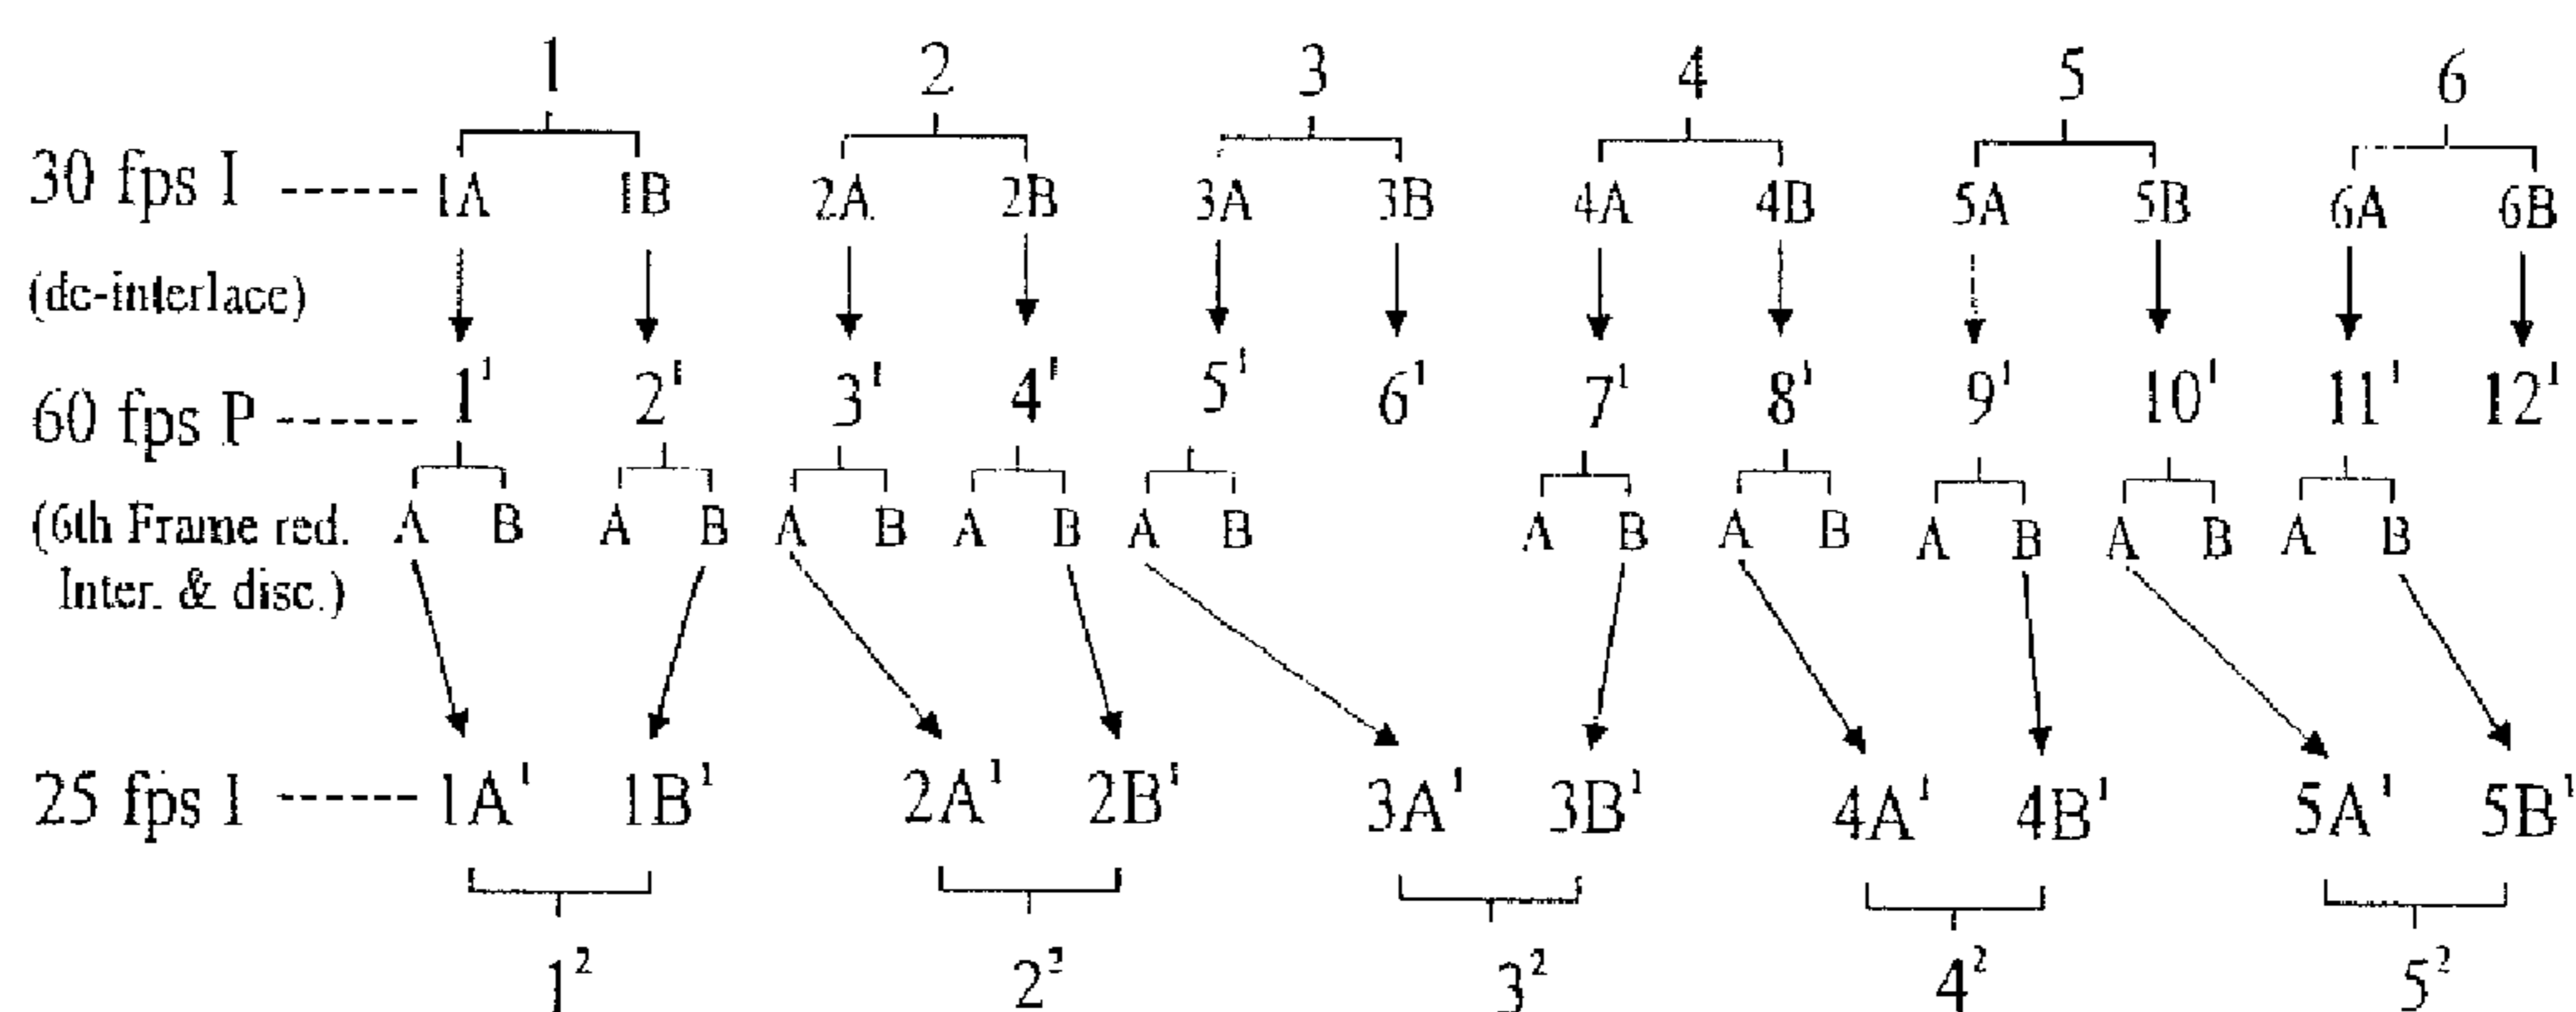 1 2 3 4 5 6
30 fps I ------ 1A 1B 2A 2B 3A 3B 4A 4B 5A 5B 6A 6B
(de-interlace)
1¹ 2¹ 3¹ 4¹ 5¹ 6¹ 7¹ 8¹ 9¹ 10¹ 11¹ 12¹
60 fps P ------
(6th Frame red. A B A B A B A B A B A B A B A B A B A B
Inter. & disc.)
25 fps I ------ 1A¹ 1B¹ 2A¹ 2B¹ 3A¹ 3B¹ 4A¹ 4B¹ 5A¹ 5B¹
1² 2² 3² 4² 5²